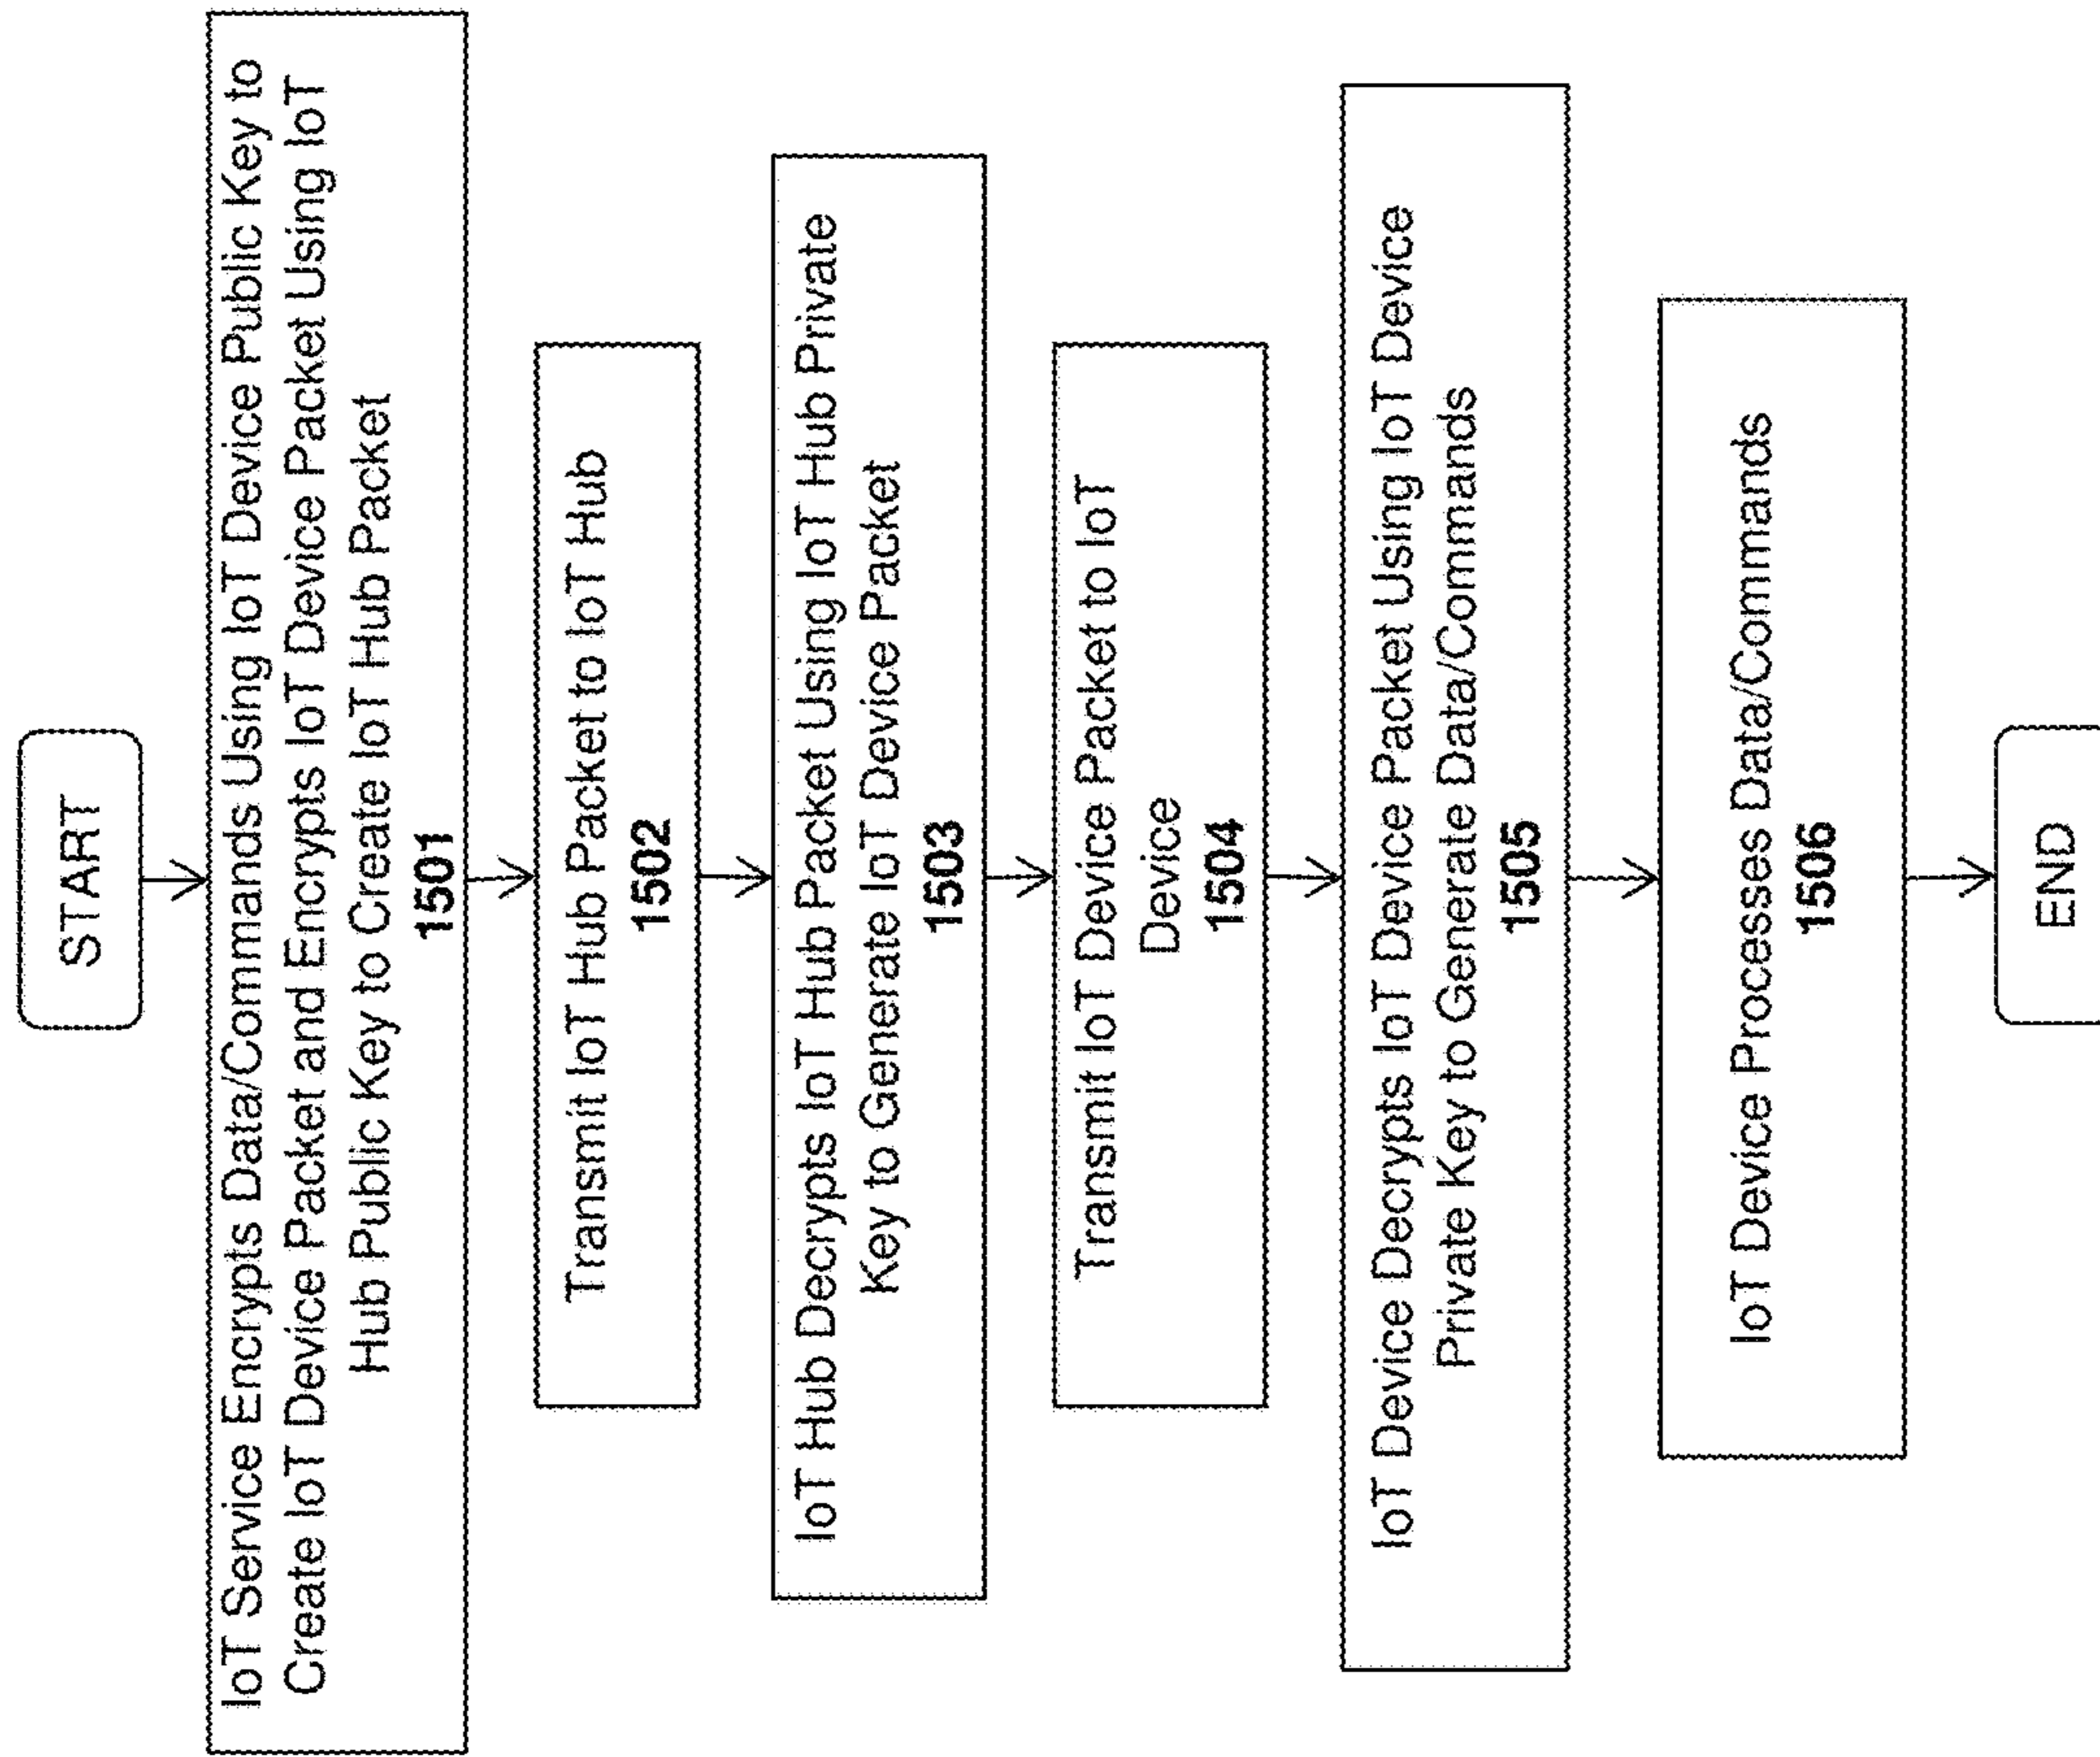 START
IoT Service Encrypts Data/Commands Using IoT Device Public Key to
Create IoT Device Packet and Encrypts IoT Device Packet Using IoT
Hub Public Key to Create IoT Hub Packet
1501
Transmit IoT Hub Packet to IoT Hub
1502
IoT Hub Decrypts IoT Hub Packet Using IoT Hub Private
Key to Generate IoT Device Packet
1503
Transmit IoT Device Packet to IoT
Device
1504
IoT Device Decrypts IoT Device Packet Using IoT Device
Private Key to Generate Data/Commands
1505
IoT Device Processes Data/Commands
1506
END